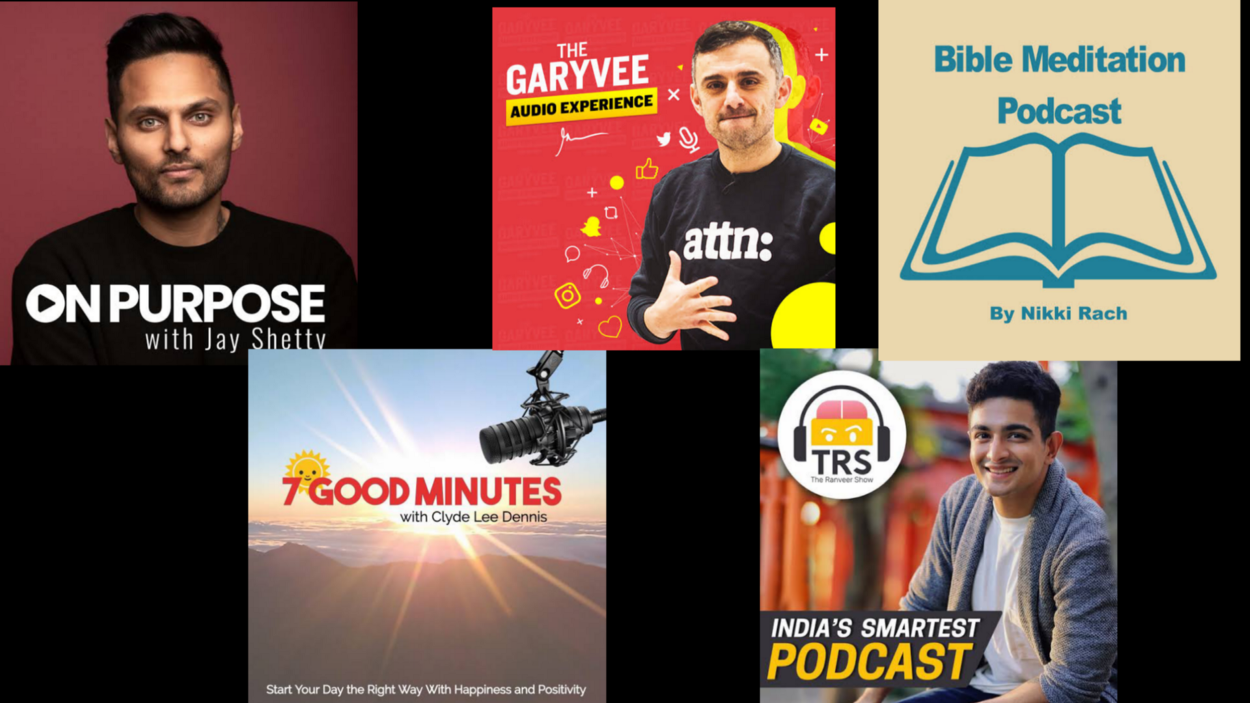 ON PURPOSE
with Jay Shetty
THE
GARYVEE
AUDIO EXPERIENCE
attn:
Bible Meditation
Podcast
By Nikki Rach
7 GOOD MINUTES
with Clyde Lee Dennis
Start Your Day the Right Way With Happiness and Positivity
TRS
The Ranveer Show
INDIA'S SMARTEST
PODCAST